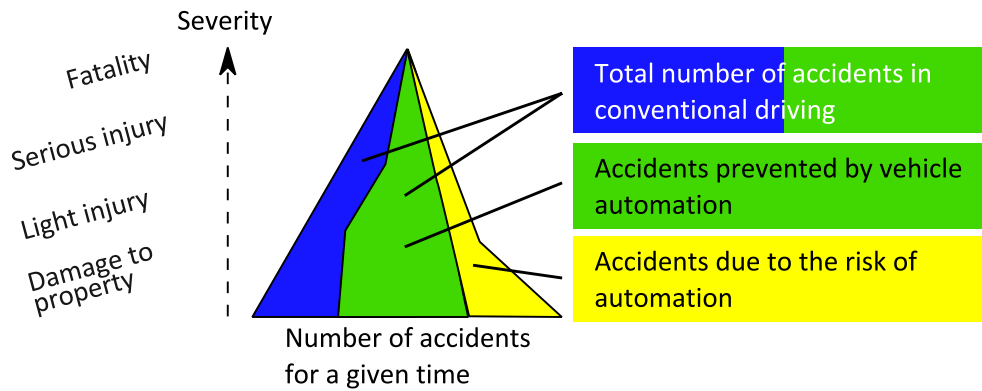 Severity
Fatality
Serious injury
Light injury
Damage to
property
Total number of accidents in
conventional driving
Accidents prevented by vehicle
automation
Accidents due to the risk of
automation
Number of accidents
for a given time